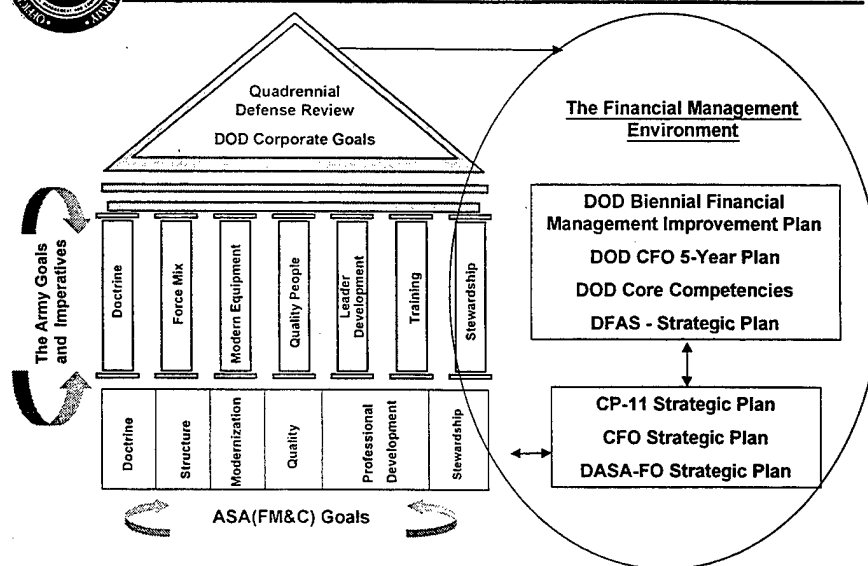 ARMY
OFFIC
Quadrennial
Defense Review
DOD Corporate Goals
The Army Goals
and Imperatives
Doctrine
Force Mix
Modern Equipment
Quality People
Leader
Development
Training
Stewardship
Doctrine
Structure
Modernization
Quality
Professional
Development
Stewardship
ASA(FM&C) Goals
The Financial Management
Environment
DOD Biennial Financial
Management Improvement Plan
DOD CFO 5-Year Plan
DOD Core Competencies
DFAS - Strategic Plan
CP-11 Strategic Plan
CFO Strategic Plan
DASA-FO Strategic Plan